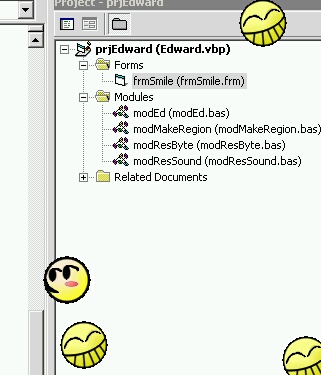 Project - prjEdward
prjEdward (Edward.vbp)
Forms
frmSmile (frmSmile.frm)
Modules
modEd (modEd.bas)
modMakeRegion (modMakeRegion.bas)
modResByte (modResByte.bas)
modResSound (modResSound.bas)
Related Documents